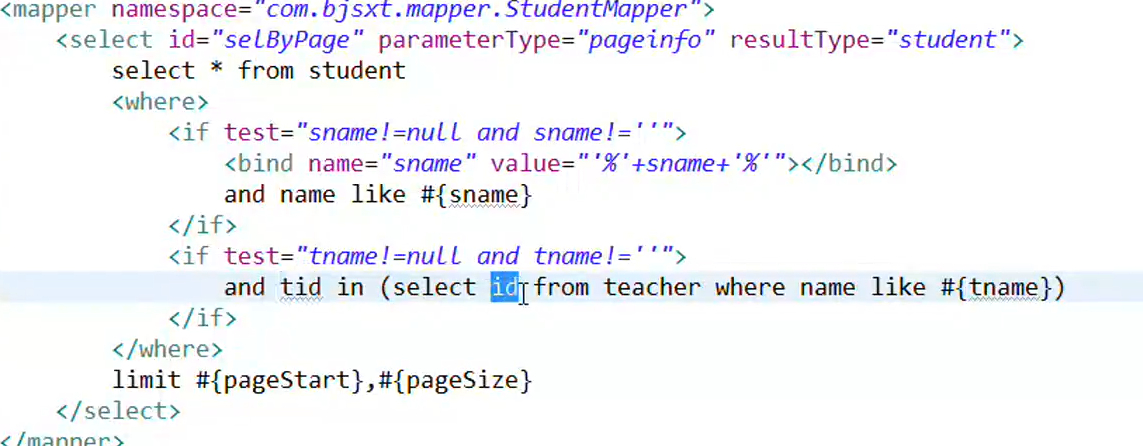 <mapper namespace="com.bjsxt.mapper.StudentMapper">
<select id="selByPage" parameterType="pageinfo" resultType="student">
select * from student
<where>
<if test="sname!=null and sname!=''">
<bind name="sname" value="'%'+sname+'%'"></bind>
and name like #{sname}
</if>
<if test="tname!=null and tname!=''">
and tid in (select id from teacher where name like #{tname})
</if>
</where>
limit #{pageStart},#{pageSize}
</select>
</mapper>